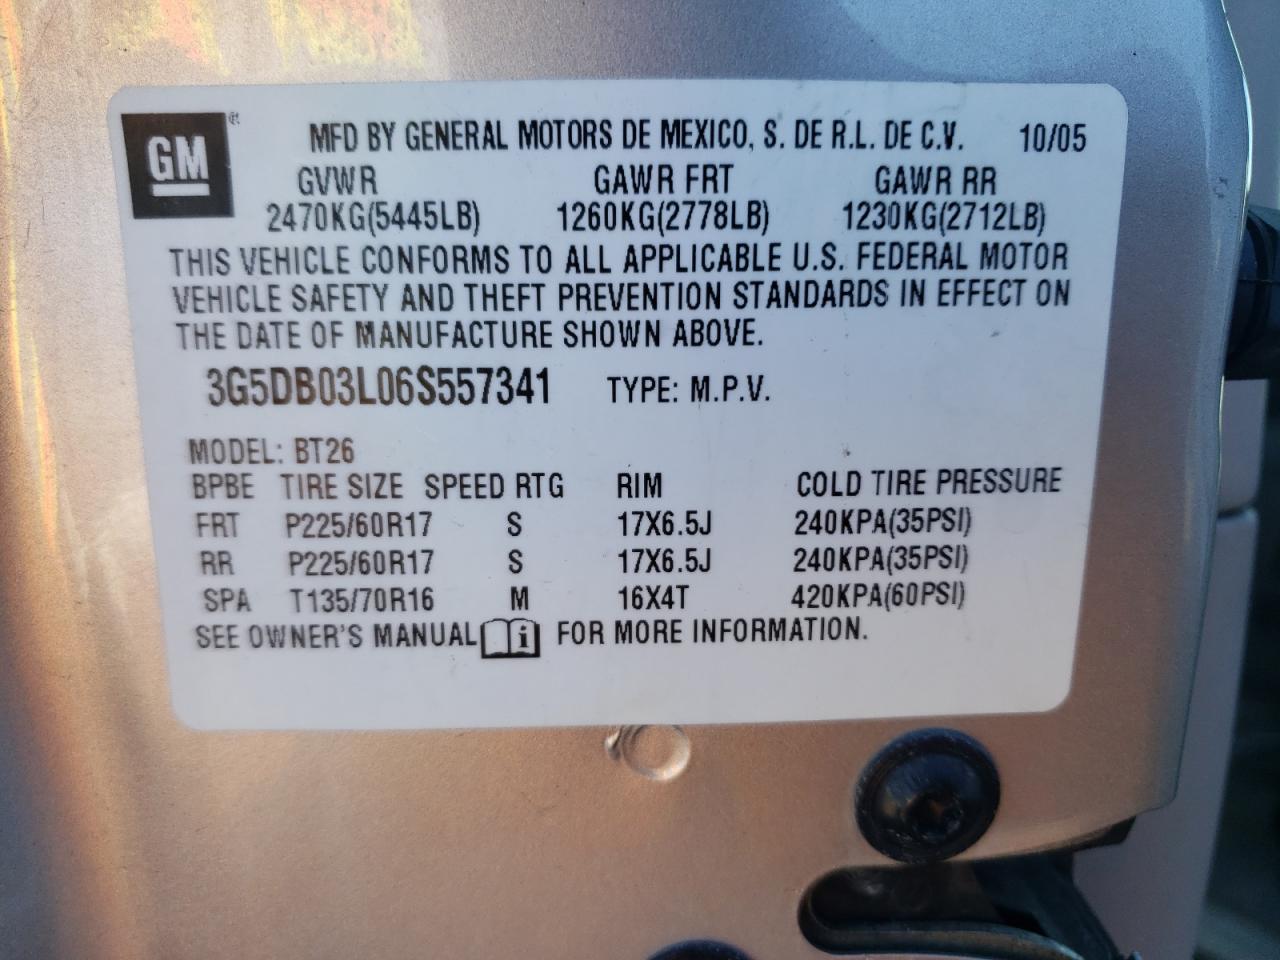 GM ® MFD BY GENERAL MOTORS DE MEXICO, S. DE R.L. DE C.V. 10/05
GVWR GAWR FRT GAWR RR
2470KG(5445LB) 1260KG(2778LB) 1230KG(2712LB)
THIS VEHICLE CONFORMS TO ALL APPLICABLE U.S. FEDERAL MOTOR
VEHICLE SAFETY AND THEFT PREVENTION STANDARDS IN EFFECT ON
THE DATE OF MANUFACTURE SHOWN ABOVE.
3G5DB03L06S557341 TYPE: M.P.V.
MODEL: BT26
BPBE TIRE SIZE SPEED RTG RIM COLD TIRE PRESSURE
FRT P225/60R17 S 17X6.5J 240KPA(35PSI)
RR P225/60R17 S 17X6.5J 240KPA(35PSI)
SPA T135/70R16 M 16X4T 420KPA(60PSI)
SEE OWNER'S MANUAL i FOR MORE INFORMATION.